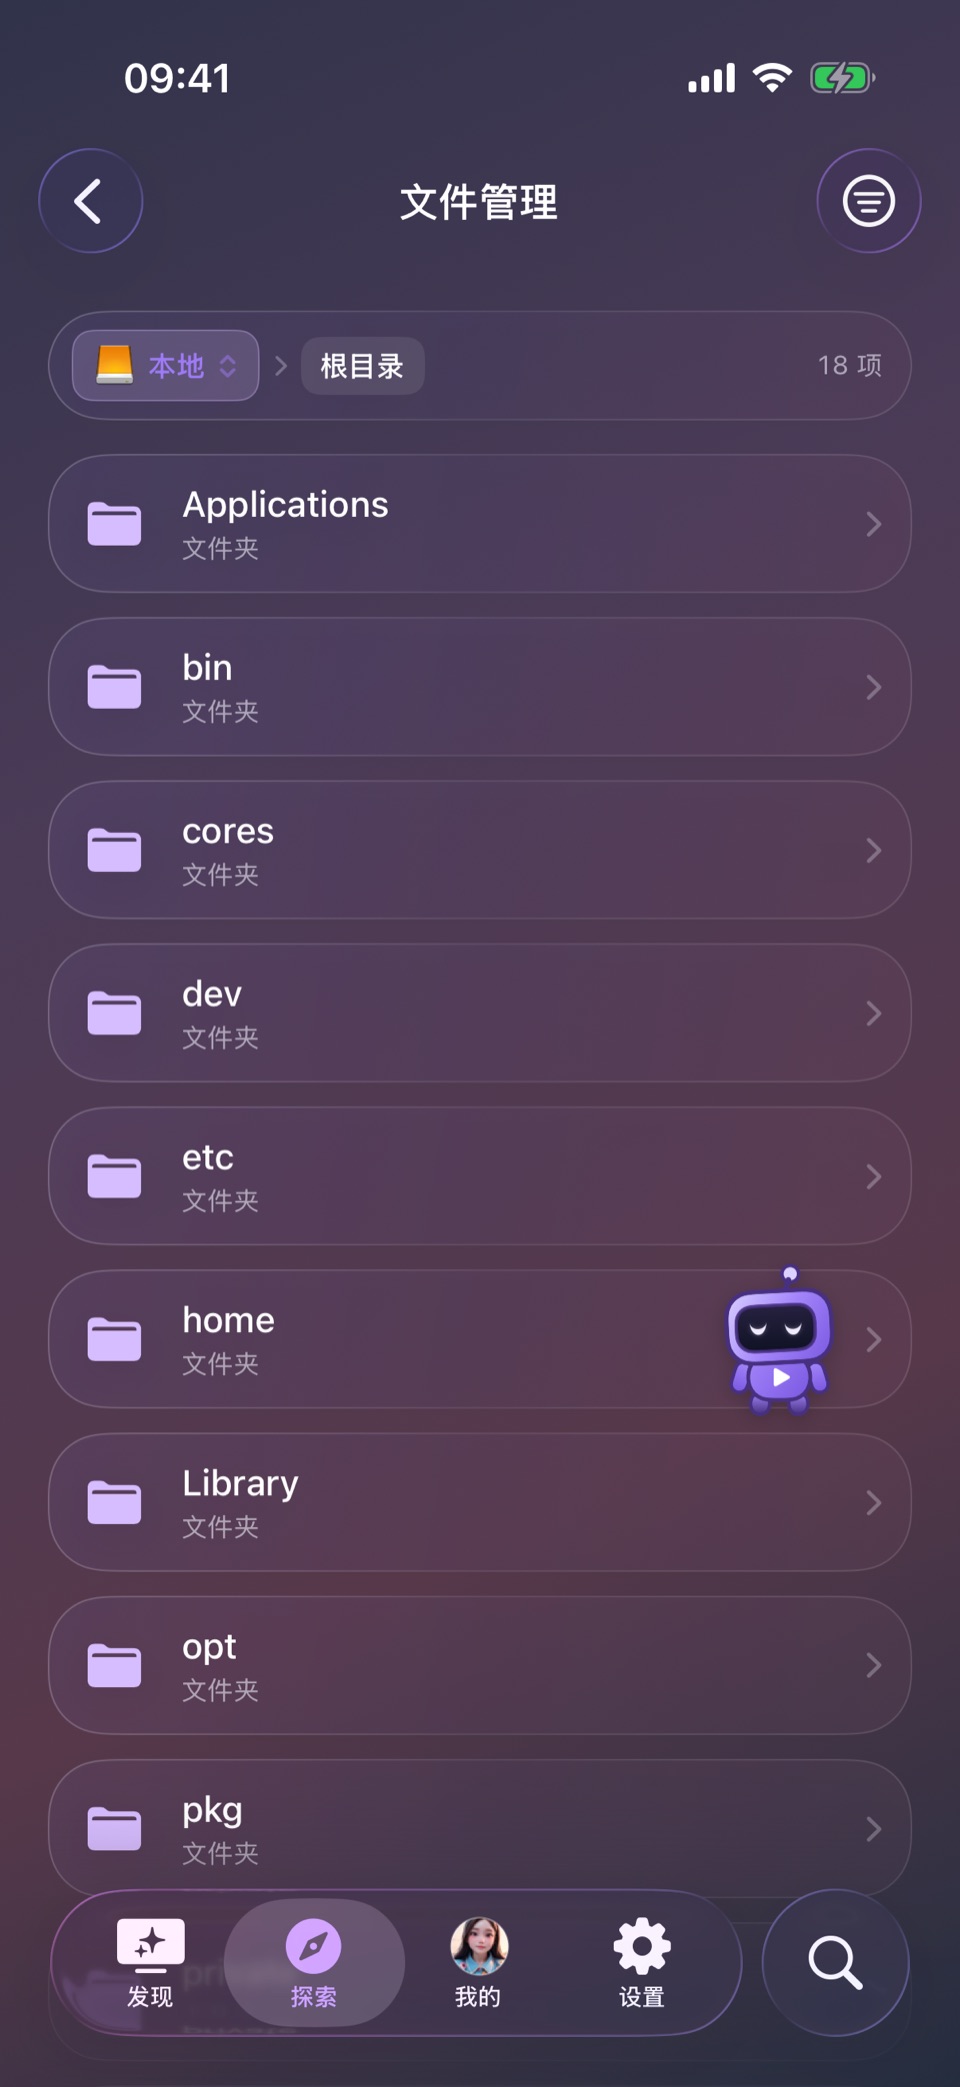 09:41
文件管理
本地
根目录
18 项
Applications
文件夹
bin
文件夹
cores
文件夹
dev
文件夹
etc
文件夹
home
文件夹
Library
文件夹
opt
文件夹
pkg
文件夹
发现
探索
我的
设置